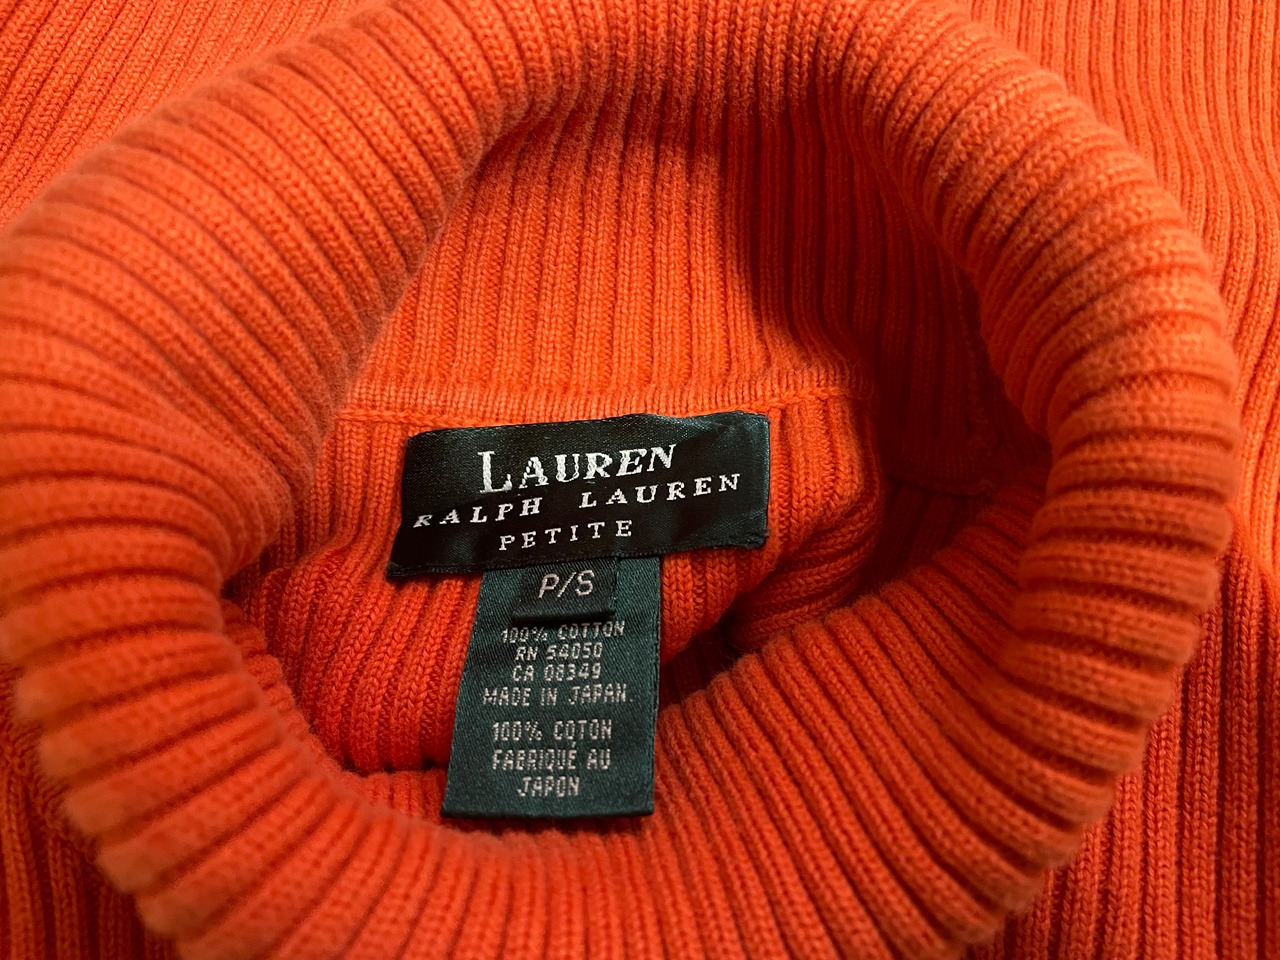 LAUREN
RALPH LAUREN
PETITE
P/S
100% COTTON
RN 54050
CA 08349
MADE IN JAPAN.
100% COTON
FABRIQUÉ AU
JAPON